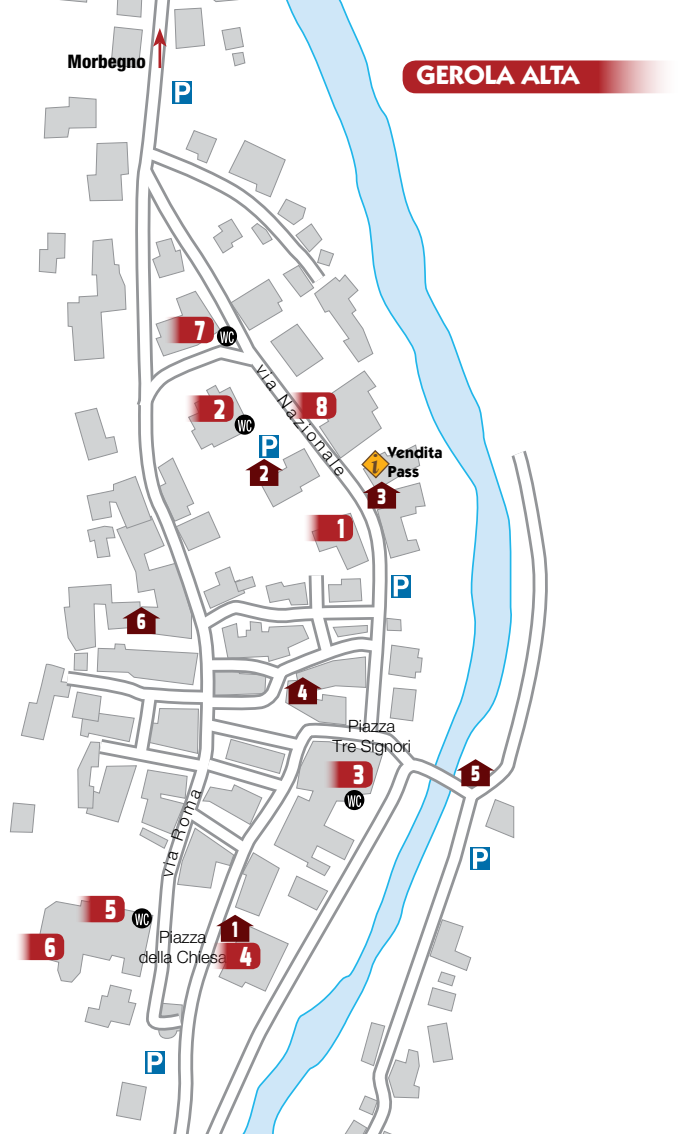 Morbegno
P
GEROLA ALTA
7
WC
via Nazionale
2
WC
8
P
2
Vendita
Pass
i
3
1
P
6
4
Piazza
Tre Signori
3
WC
5
via Roma
P
5
WC
6
1
Piazza
della Chiesa
4
P